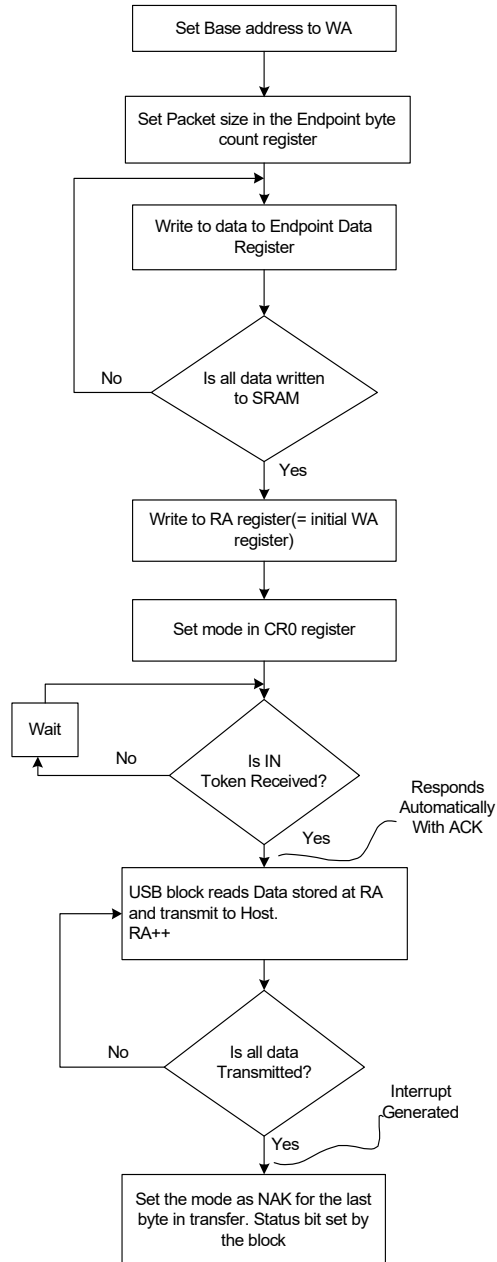 Set Base address to WA
Set Packet size in the Endpoint byte
count register
Write to data to Endpoint Data
Register
No
Is all data written
to SRAM
Yes
Write to RA register(= initial WA
register)
Set mode in CR0 register
Wait
No
Is IN
Token Received?
Responds
Automatically
With ACK
Yes
USB block reads Data stored at RA
and transmit to Host.
RA++
No
Is all data
Transmitted?
Interrupt
Generated
Yes
Set the mode as NAK for the last
byte in transfer. Status bit set by
the block